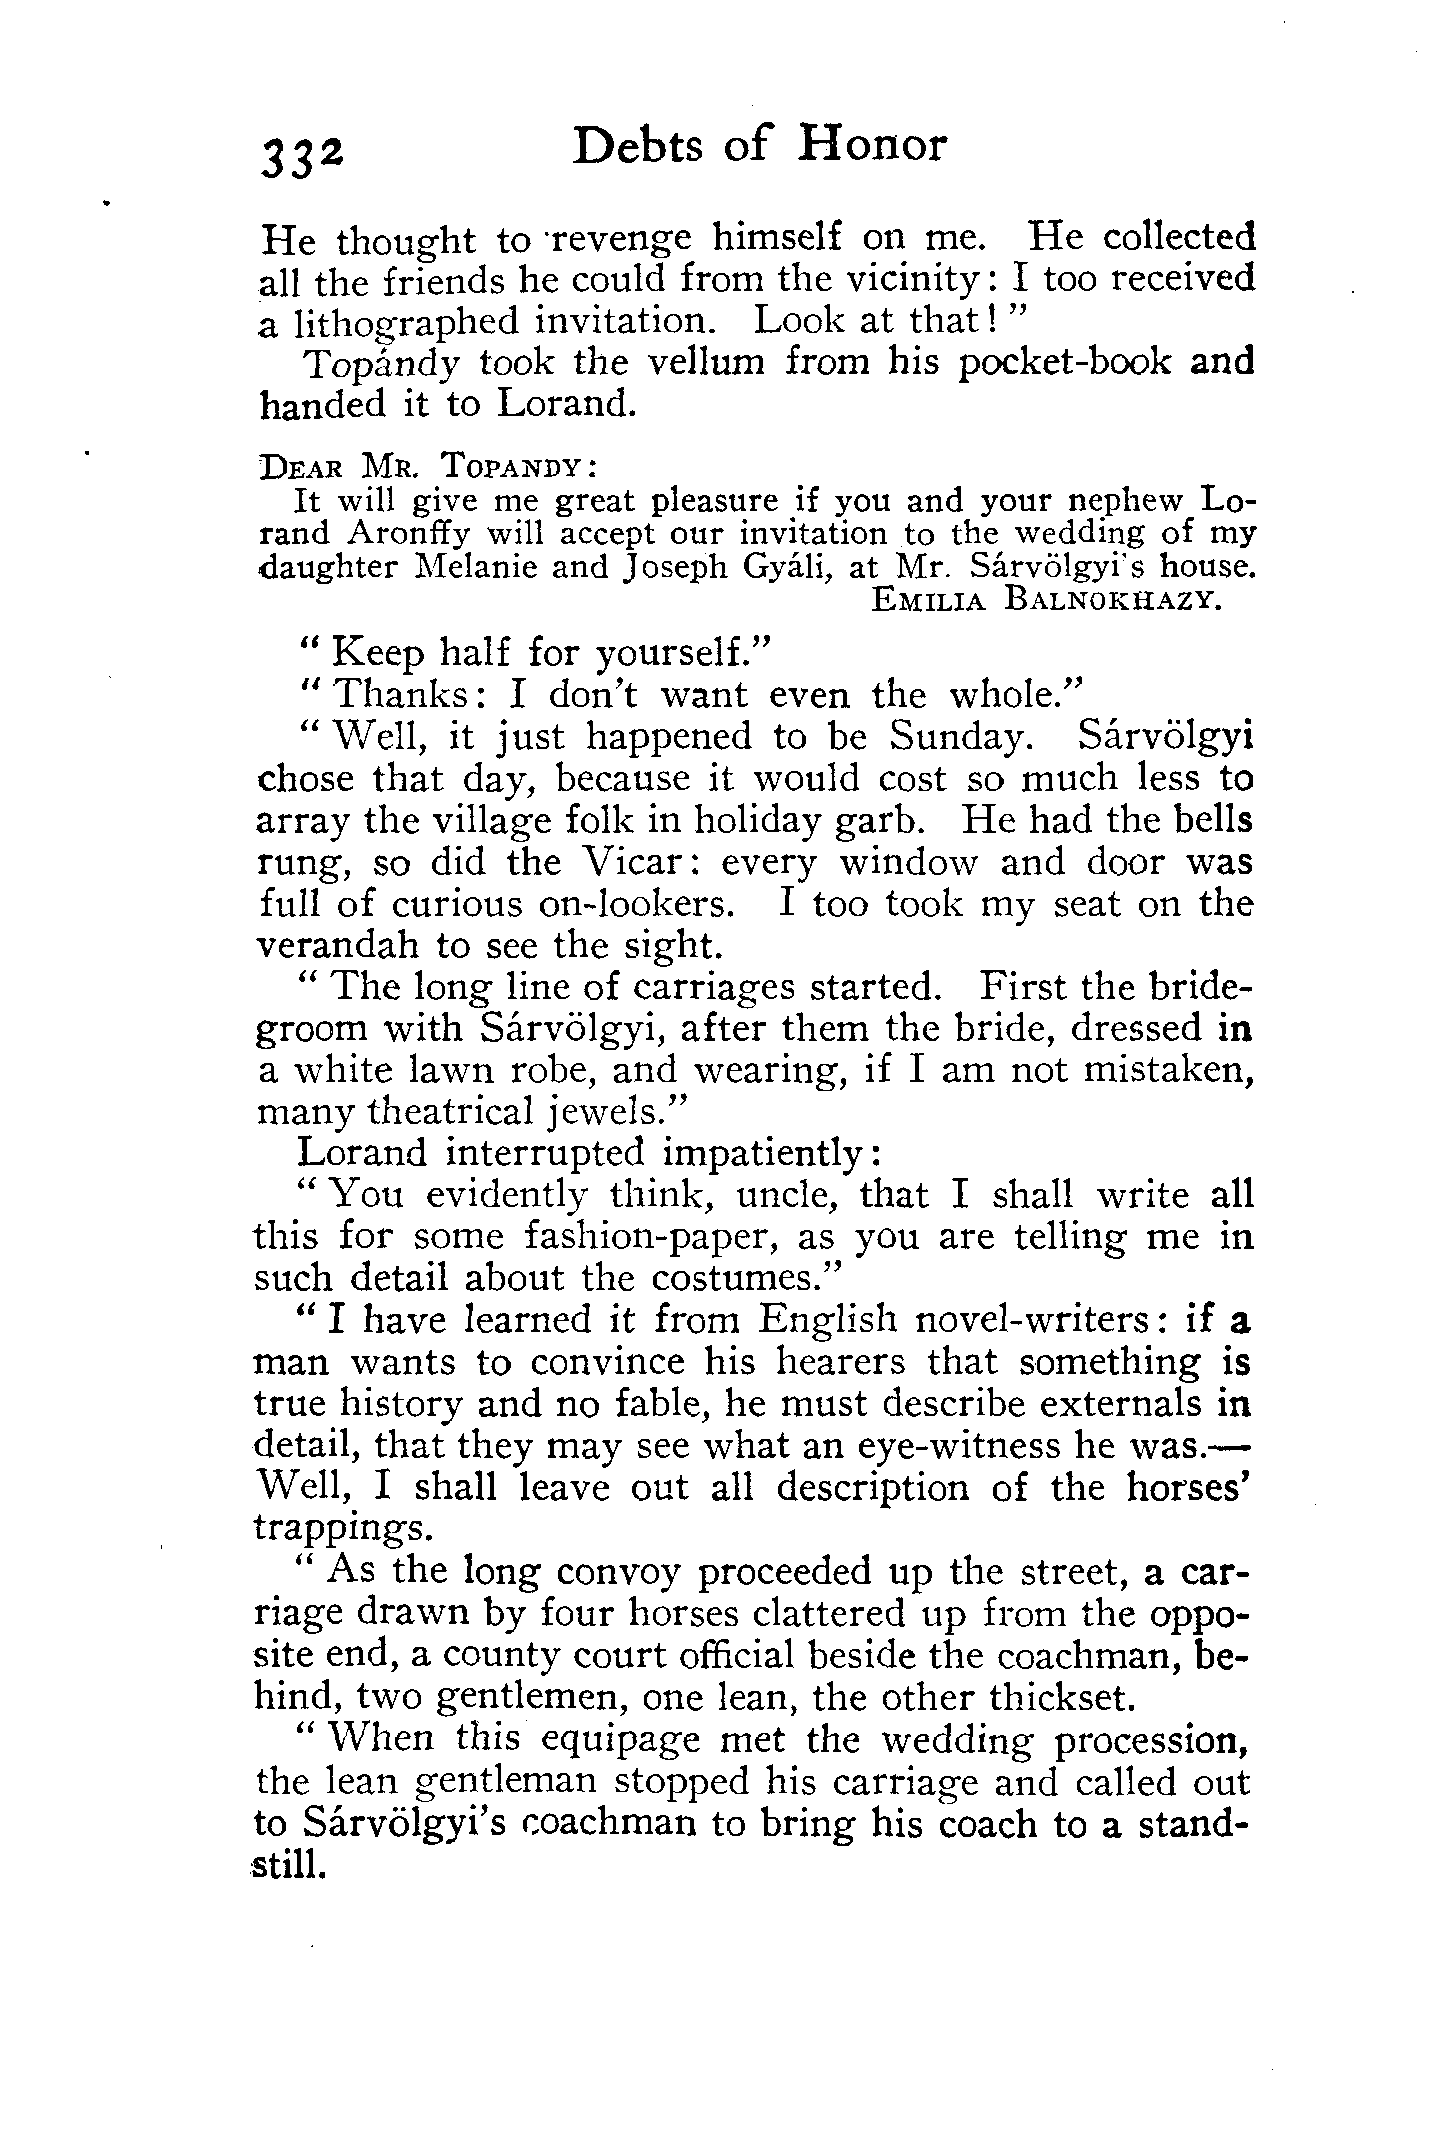 332 Debts of Honor
He thought to revenge himself on me. He collected
all the friends he could from the vicinity: I too received
a lithographed invitation. Look at that!"
Topándy took the vellum from his pocket-book and
handed it to Lorand.
DEAR MR. TOPANDY:
It will give me great pleasure if you and your nephew Lo-
rand Aronffy will accept our invitation to the wedding of my
daughter Melanie and Joseph Gyáli, at Mr. Sárvölgyi's house.
EMILIA BALNOKHAZY.
"Keep half for yourself."
"Thanks: I don't want even the whole."
"Well, it just happened to be Sunday. Sárvölgyi
chose that day, because it would cost so much less to
array the village folk in holiday garb. He had the bells
rung, so did the Vicar: every window and door was
full of curious on-lookers. I too took my seat on the
verandah to see the sight.
"The long line of carriages started. First the bride-
groom with Sárvölgyi, after them the bride, dressed in
a white lawn robe, and wearing, if I am not mistaken,
many theatrical jewels."
Lorand interrupted impatiently:
"You evidently think, uncle, that I shall write all
this for some fashion-paper, as you are telling me in
such detail about the costumes."
"I have learned it from English novel-writers: if a
man wants to convince his hearers that something is
true history and no fable, he must describe externals in
detail, that they may see what an eye-witness he was.—
Well, I shall leave out all description of the horses'
trappings.
"As the long convoy proceeded up the street, a car-
riage drawn by four horses clattered up from the oppo-
site end, a county court official beside the coachman, be-
hind, two gentlemen, one lean, the other thickset.
"When this equipage met the wedding procession,
the lean gentleman stopped his carriage and called out
to Sárvölgyi's coachman to bring his coach to a stand-
still.